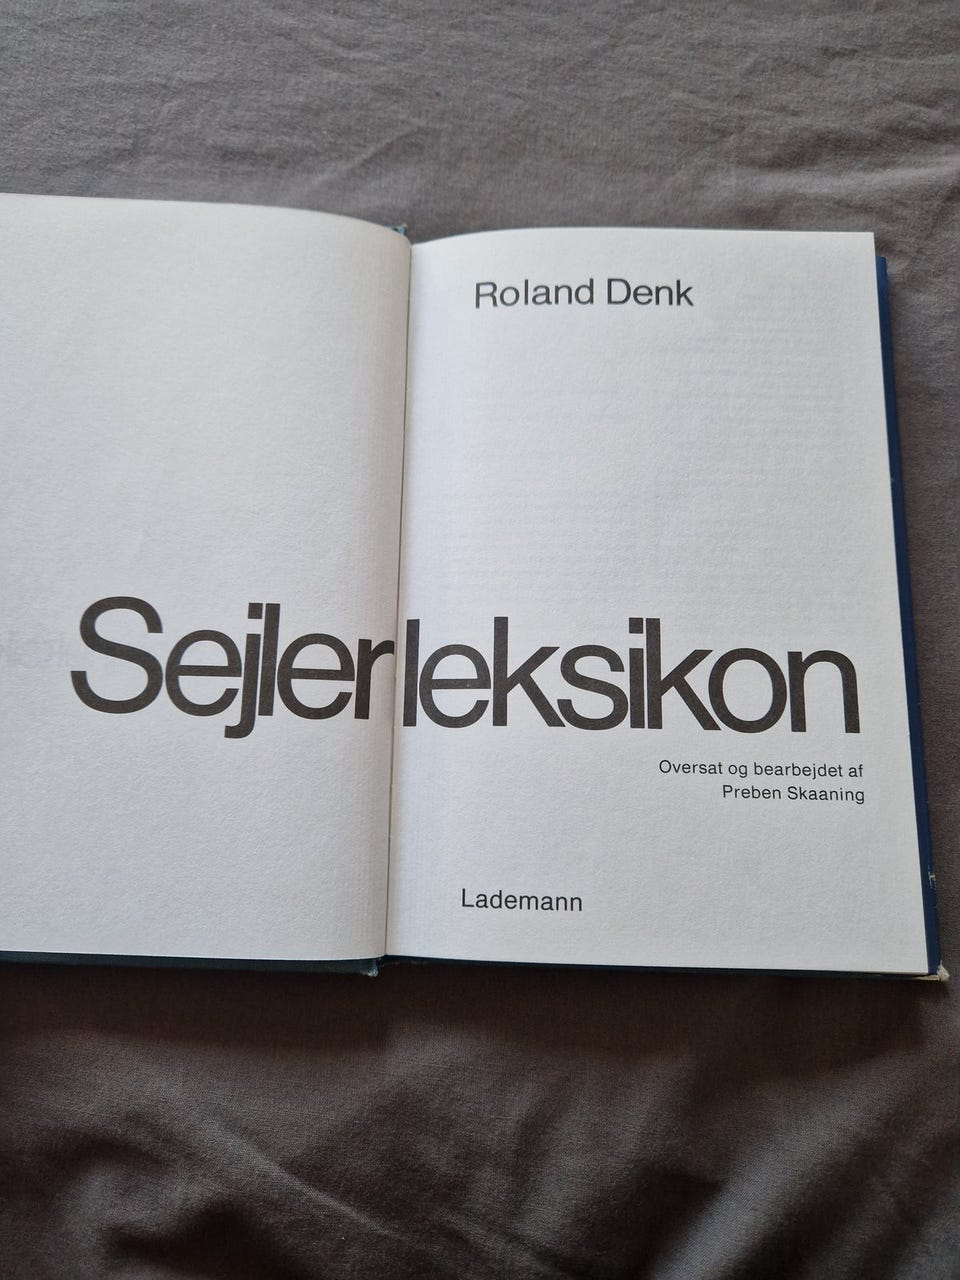 Roland Denk
Sejlerleksikon
Oversat og bearbejdet af
Preben Skaaning
Lademann